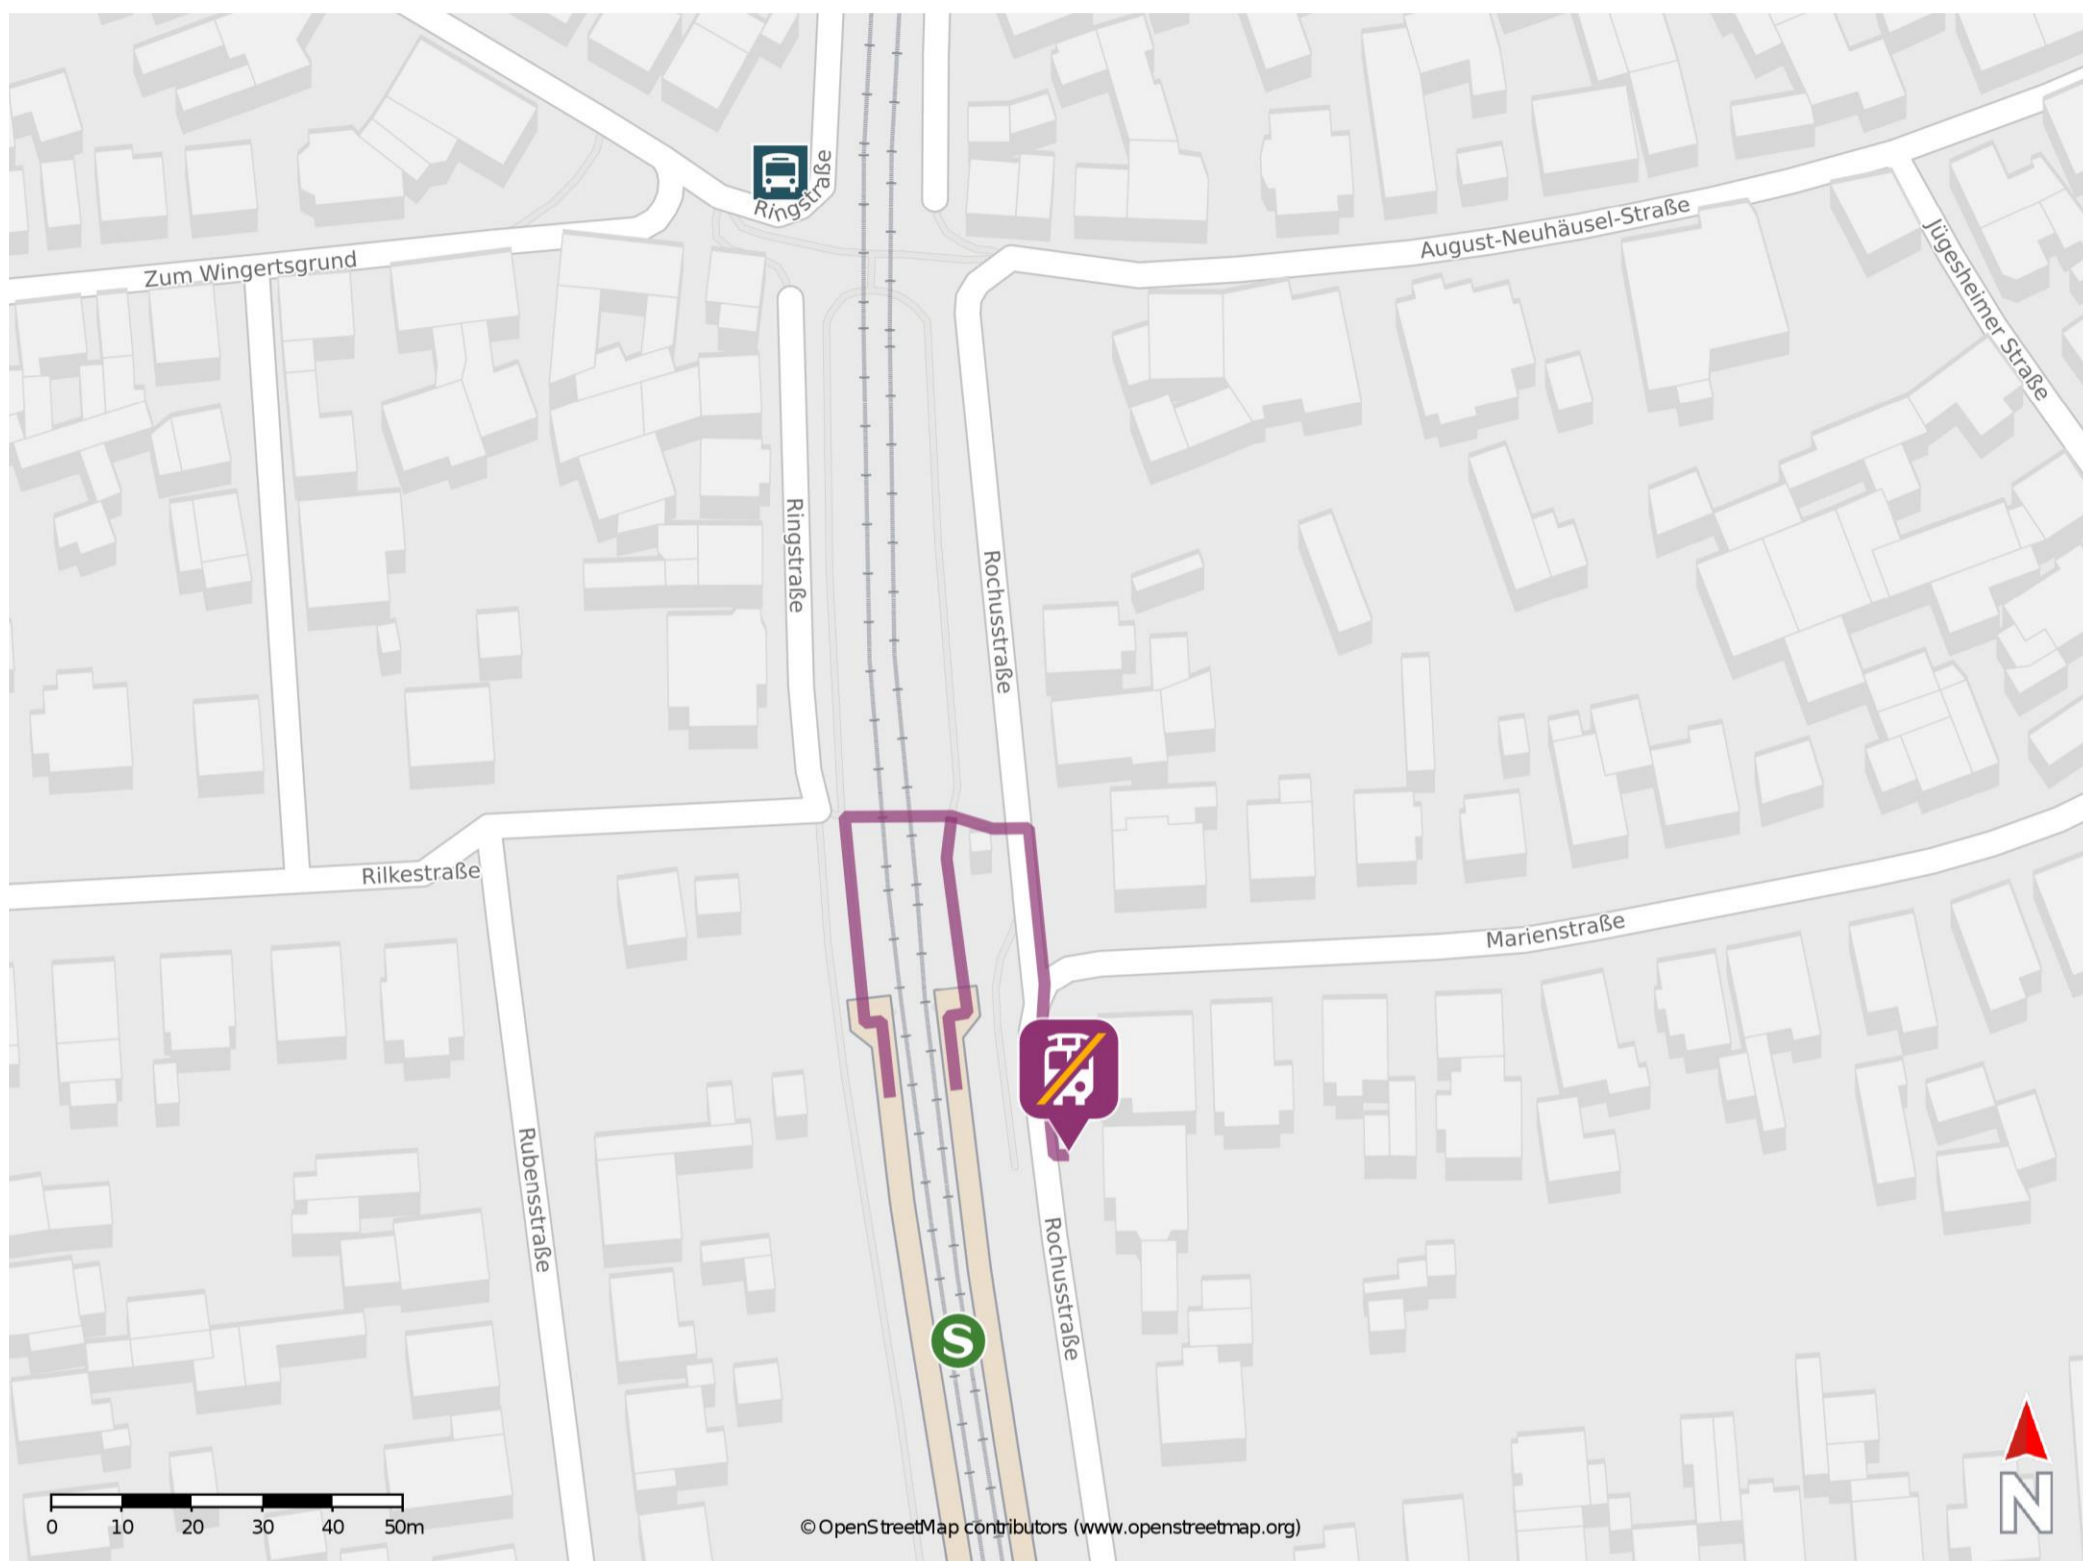 Ringstraße
Zum Wingertsgrund
August-Neuhäusel-Straße
Jügesheimer Straße
Ringstraße
Rochusstraße
Rilkestraße
Marienstraße
Rubensstraße
Rochusstraße
S
N
0 10 20 30 40 50m
© OpenStreetMap contributors (www.openstreetmap.org)